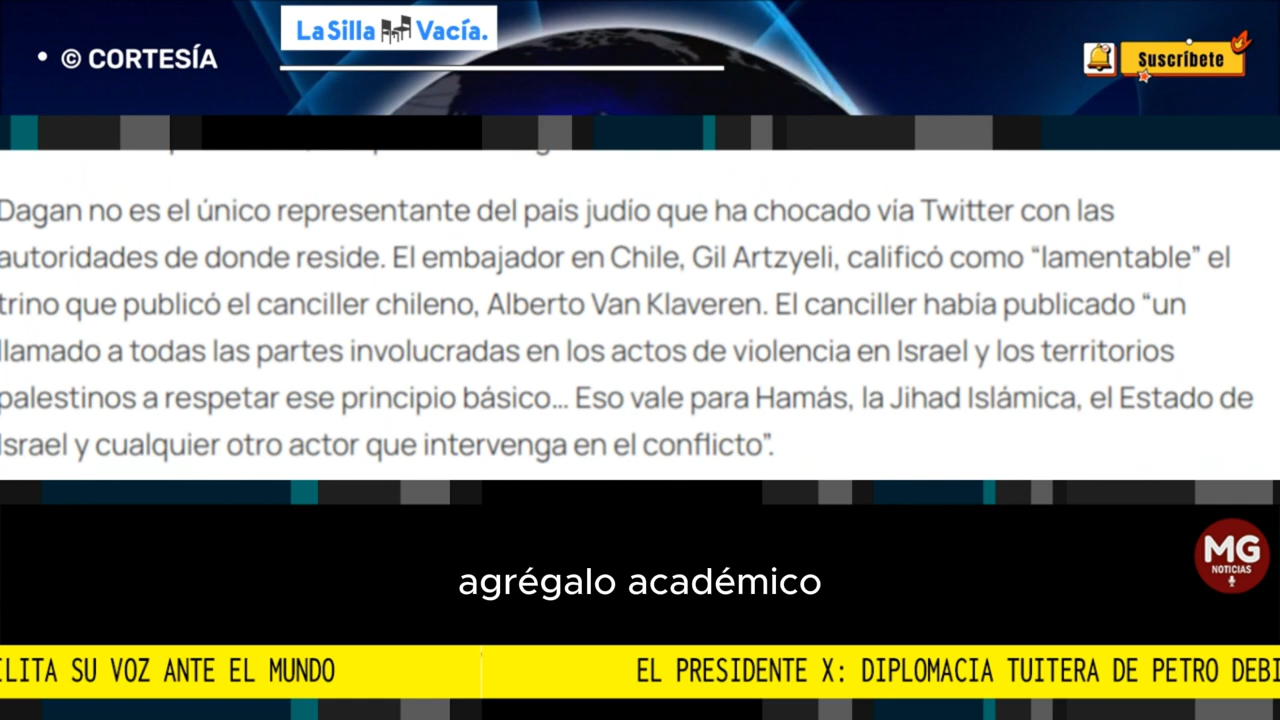 LaSilla Vacía.
• © CORTESÍA
Suscríbete
Dagan no es el único representante del país judío que ha chocado vía Twitter con las
autoridades de donde reside. El embajador en Chile, Gil Artzyeli, calificó como “lamentable” el
trino que publicó el canciller chileno, Alberto Van Klaveren. El canciller había publicado “un
llamado a todas las partes involucradas en los actos de violencia en Israel y los territorios
palestinos a respetar ese principio básico... Eso vale para Hamás, la Jihad Islámica, el Estado de
Israel y cualquier otro actor que intervenga en el conflicto”.
MG
NOTICIAS
agrégalo académico
ILITA SU VOZ ANTE EL MUNDO EL PRESIDENTE X: DIPLOMACIA TUITERA DE PETRO DEBI